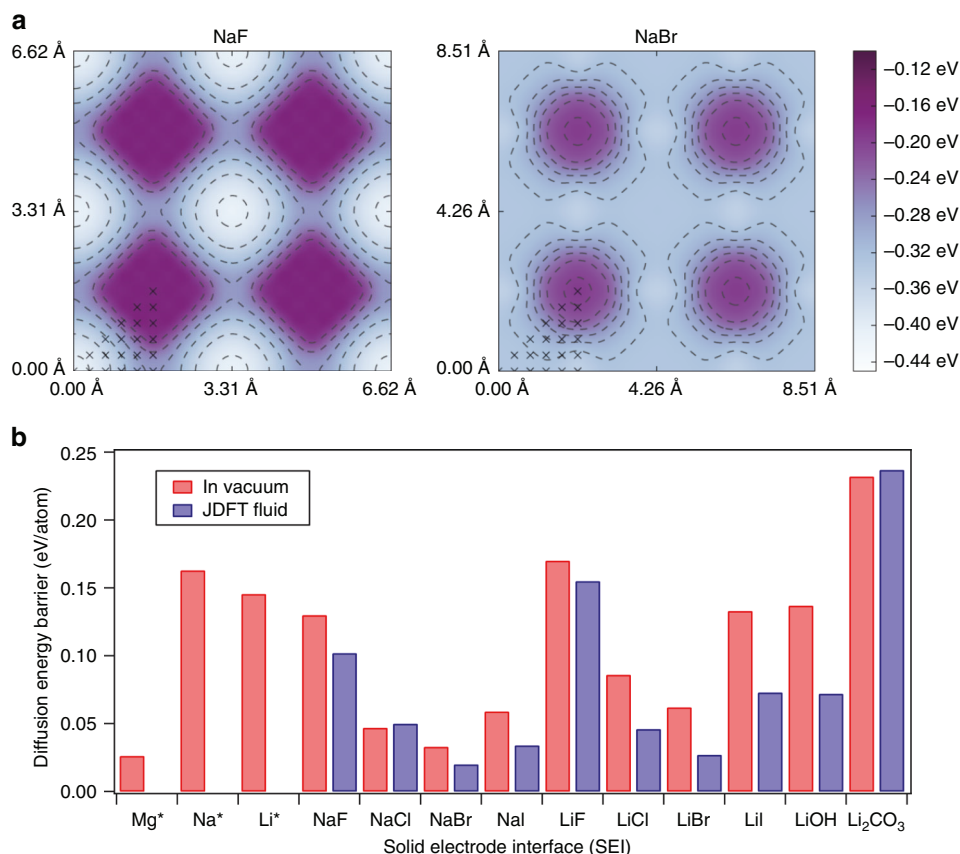 a
NaF
NaBr
6.62 Å
3.31 Å
0.00 Å
0.00 Å 3.31 Å 6.62 Å
8.51 Å
4.26 Å
0.00 Å
0.00 Å 4.26 Å 8.51 Å
−0.12 eV
−0.16 eV
−0.20 eV
−0.24 eV
−0.28 eV
−0.32 eV
−0.36 eV
−0.40 eV
−0.44 eV
b
Diffusion energy barrier (eV/atom)
0.25
0.20
0.15
0.10
0.05
0.00
In vacuum
JDFT fluid
Mg* Na* Li* NaF NaCl NaBr NaI LiF LiCl LiBr LiI LiOH Li₂CO₃
Solid electrode interface (SEI)